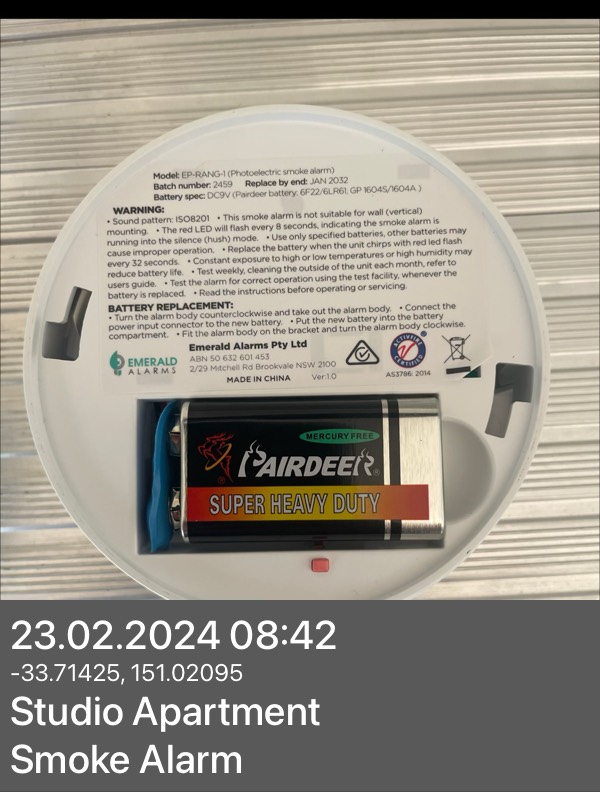 Model: EP-RANG-1 (Photoelectric smoke alarm)
Batch number: 2459 Replace by end: JAN 2032
Battery spec: DC9V (Pairdeer battery: 6F22/6LR61; GP 1604S/1604A )
WARNING:
• Sound pattern: ISO8201 • This smoke alarm is not suitable for wall (vertical)
mounting. • The red LED will flash every 8 seconds, indicating the smoke alarm is
running into the silence (hush) mode. • Use only specified batteries, other batteries may
cause improper operation. • Replace the battery when the unit chirps with red led flash
every 32 seconds. • Constant exposure to high or low temperatures or high humidity may
reduce battery life. • Test weekly, cleaning the outside of the unit each month, refer to
users guide. • Test the alarm for correct operation using the test facility, whenever the
battery is replaced. • Read the instructions before operating or servicing.
BATTERY REPLACEMENT:
• Turn the alarm body counterclockwise and take out the alarm body. • Connect the
power input connector to the new battery. • Put the new battery into the battery
compartment. • Fit the alarm body on the bracket and turn the alarm body clockwise.
EMERALD
ALARMS
Emerald Alarms Pty Ltd
ABN 50 632 601 453
2/29 Mitchell Rd Brookvale NSW 2100
MADE IN CHINA Ver 1.0
ACTIVFIRE
CERTIFIED
AS3786: 2014
MERCURY FREE
PAIRDEER
SUPER HEAVY DUTY
23.02.2024 08:42
-33.71425, 151.02095
Studio Apartment
Smoke Alarm